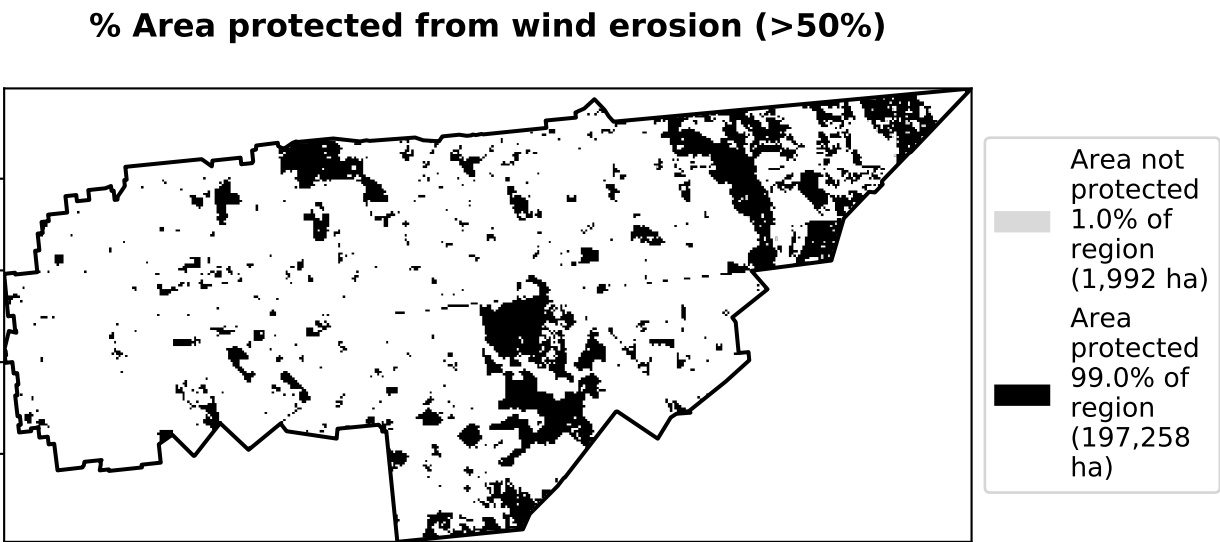 % Area protected from wind erosion (>50%)
Area not
protected
1.0% of
region
(1,992 ha)
Area
protected
99.0% of
region
(197,258
ha)